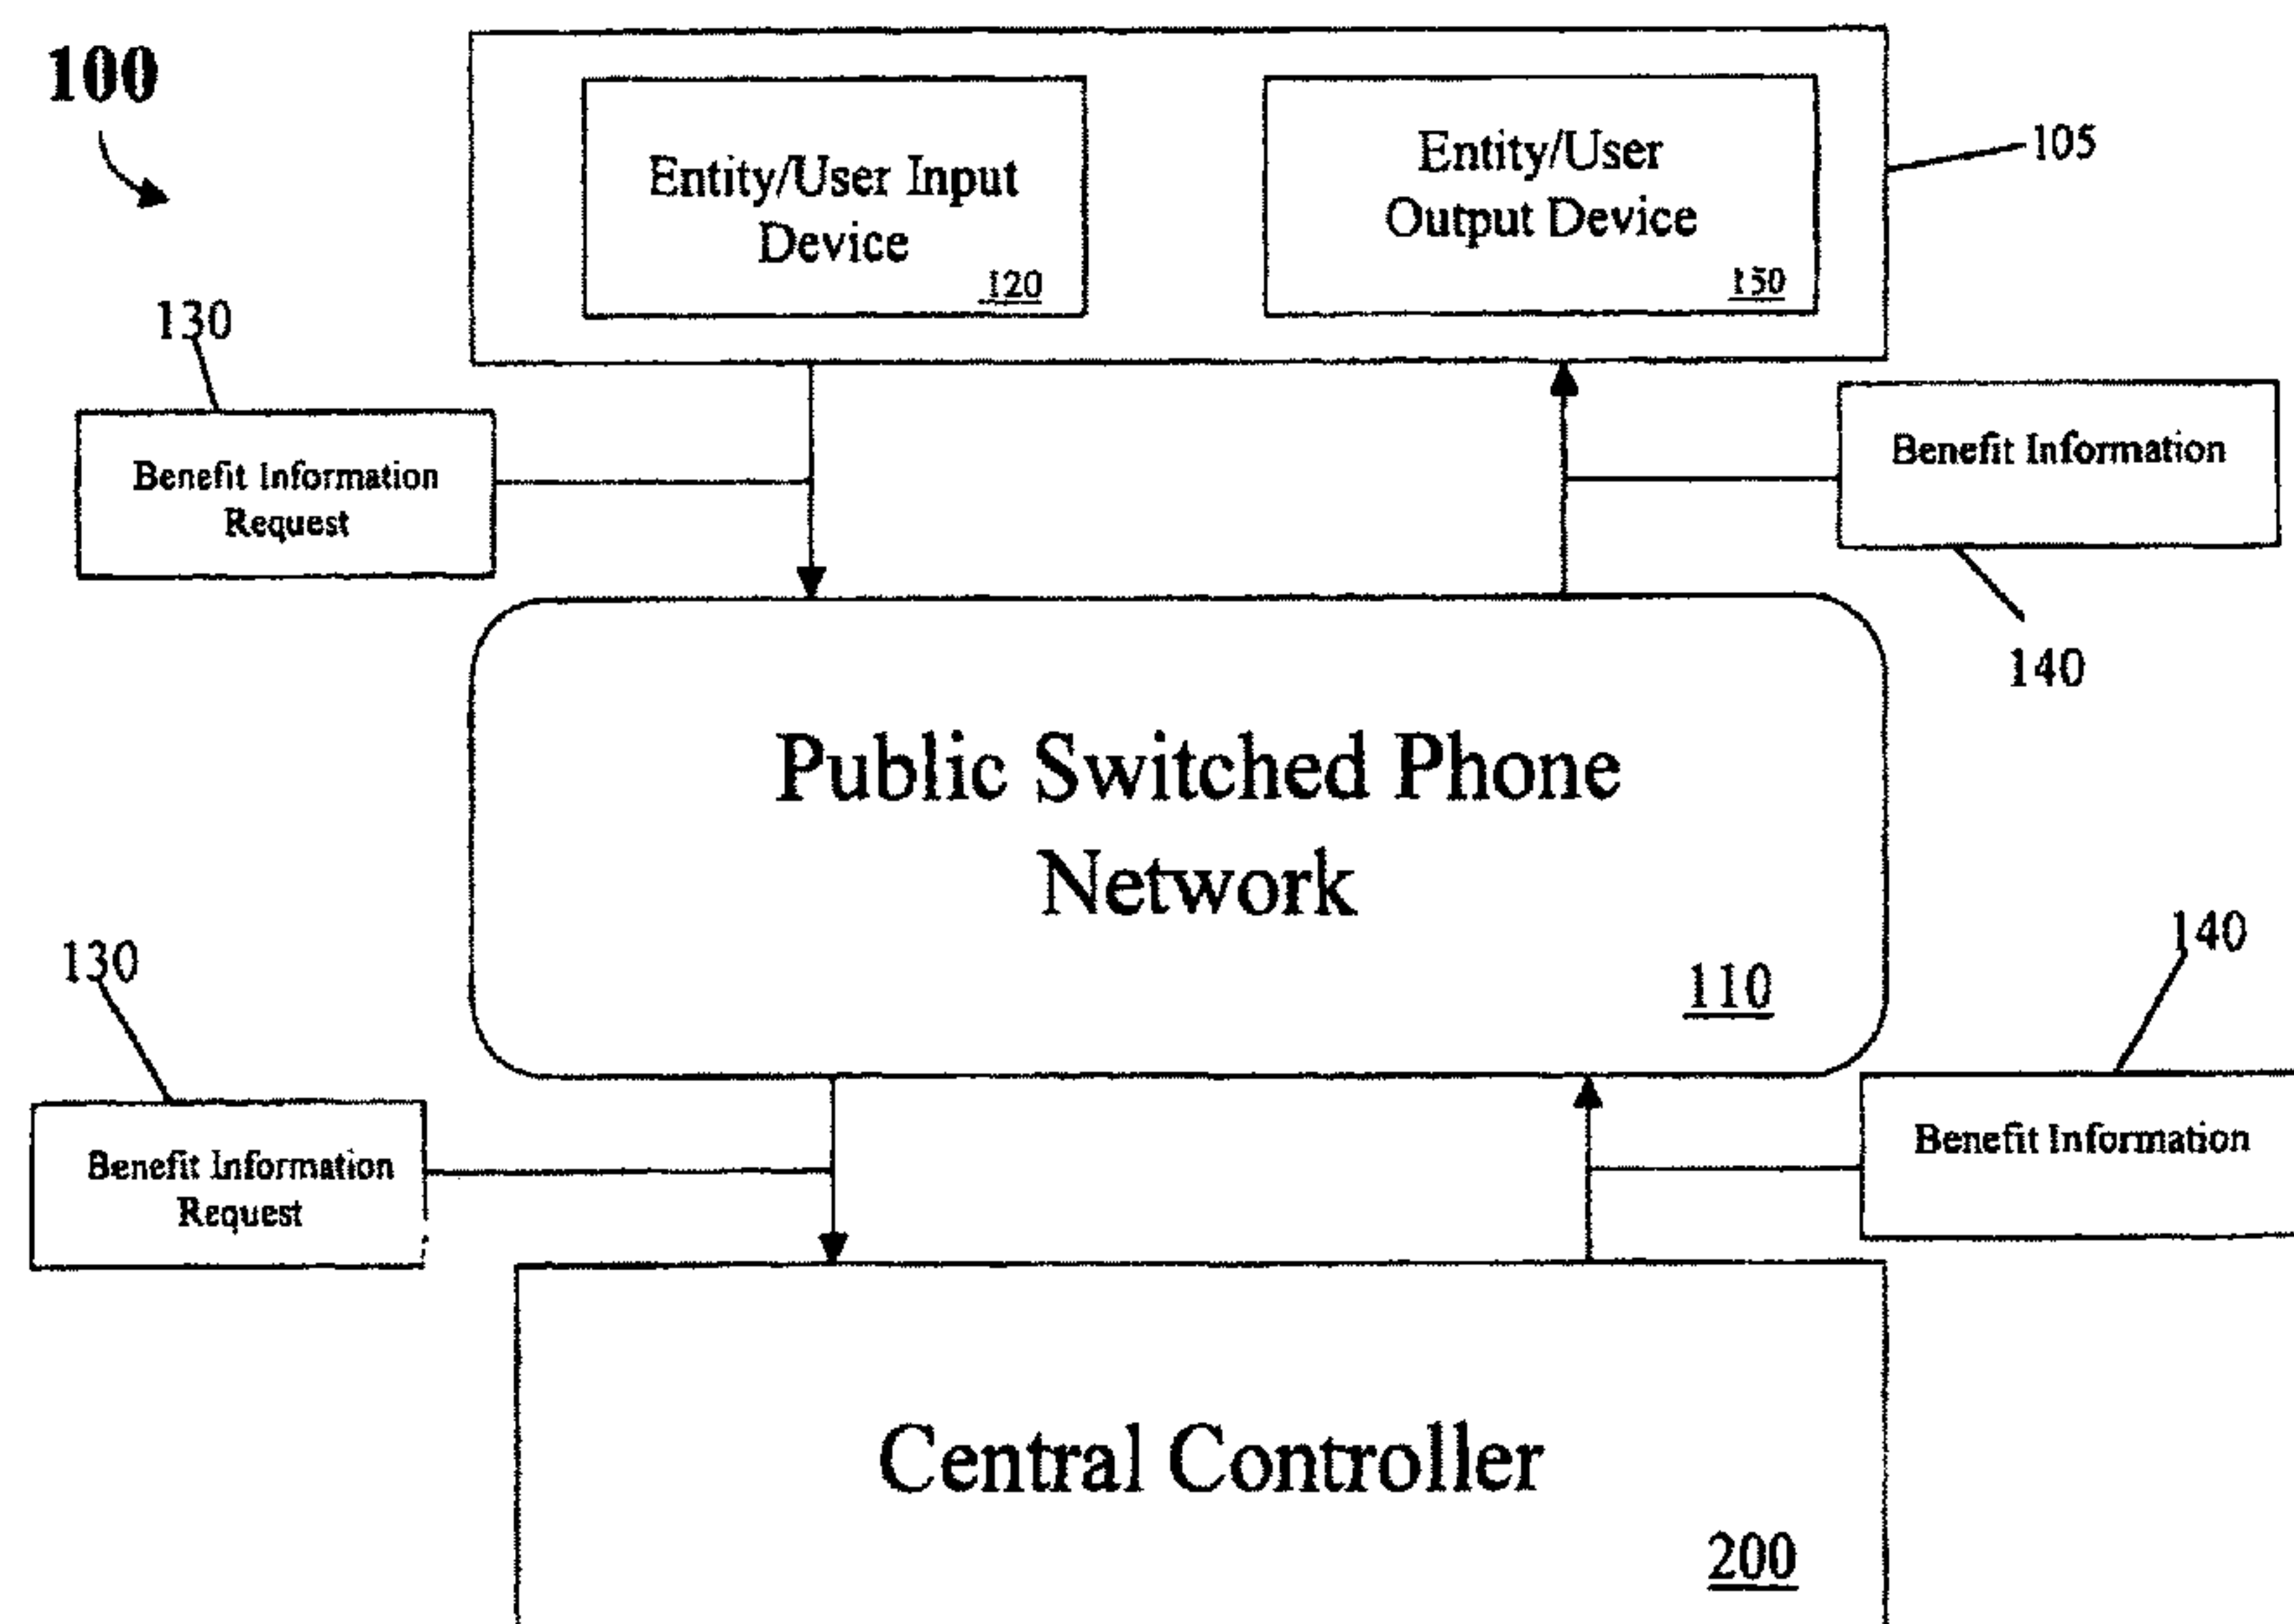 100
Entity/User Input
Device
120
Entity/User
Output Device
150
105
130
Benefit Information
Request
Benefit Information
140
Public Switched Phone
Network
110
130
Benefit Information
Request
140
Benefit Information
Central Controller
200